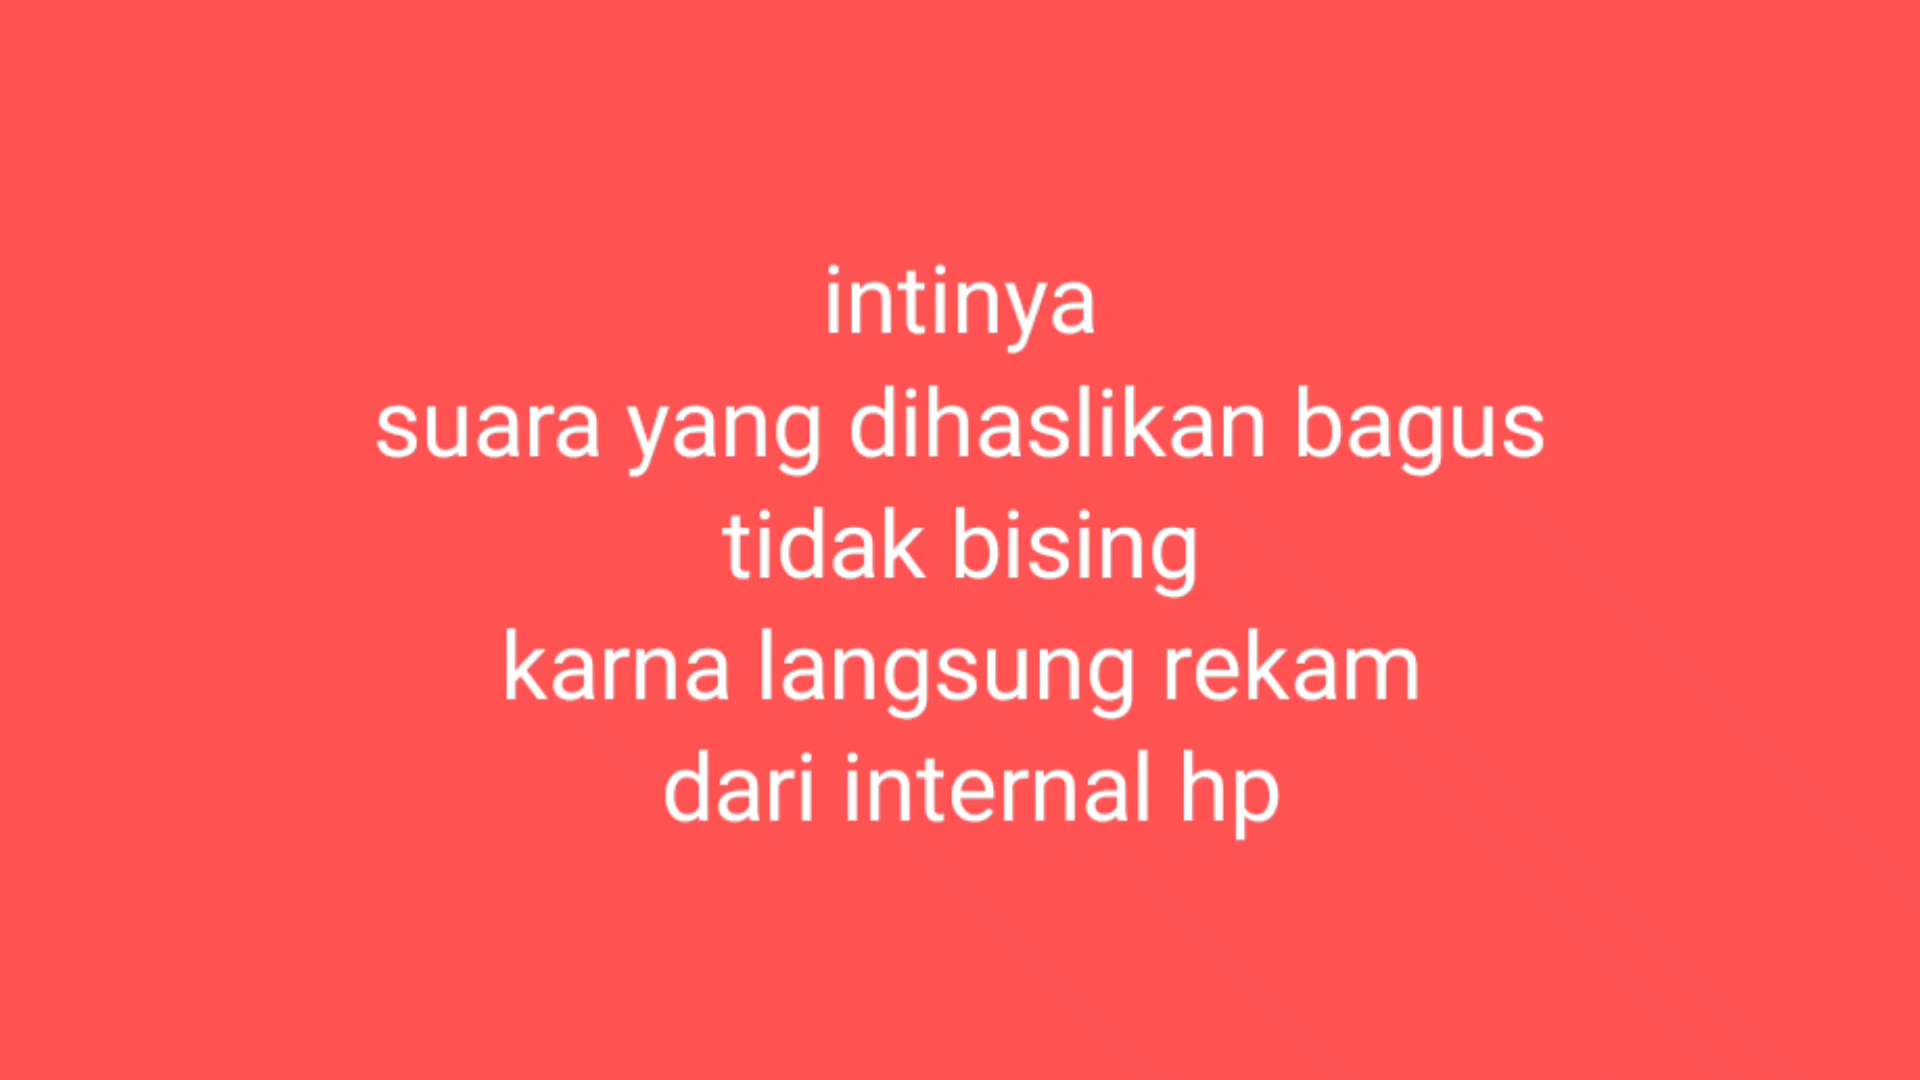 intinya
suara yang dihaslikan bagus
tidak bising
karna langsung rekam
dari internal hp